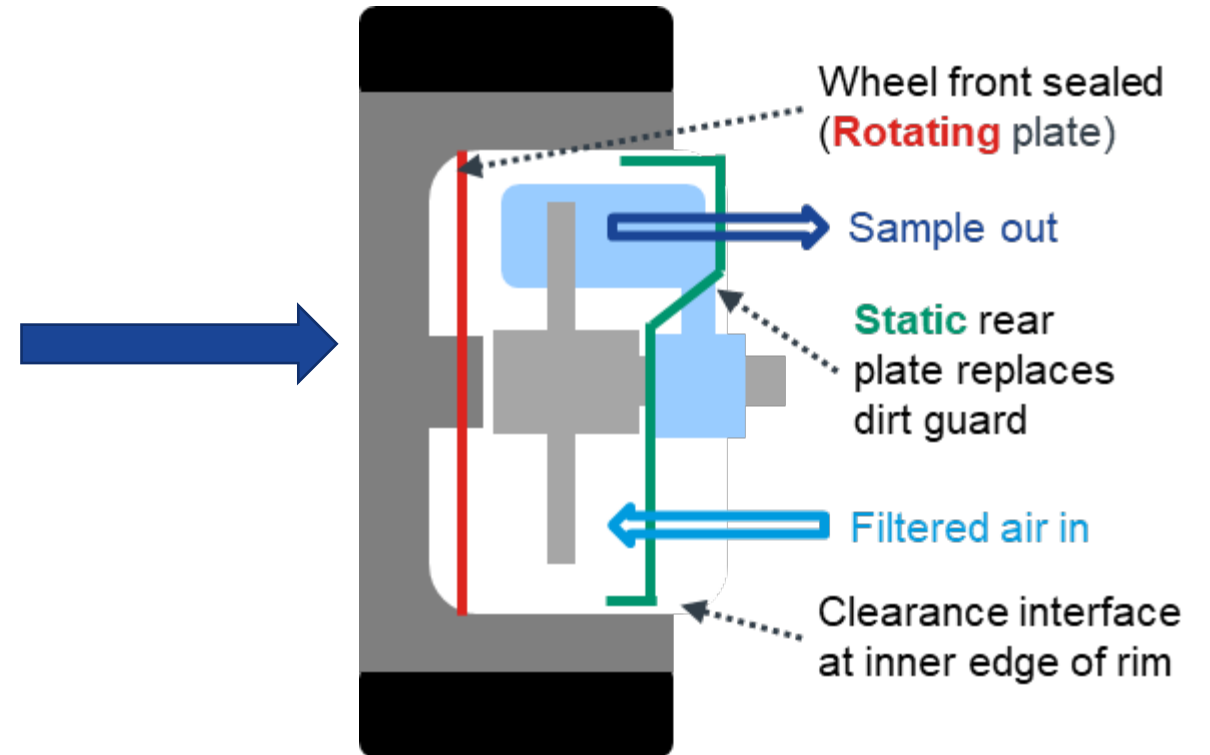 Wheel front sealed
(Rotating plate)
Sample out
Static rear
plate replaces
dirt guard
Filtered air in
Clearance interface
at inner edge of rim